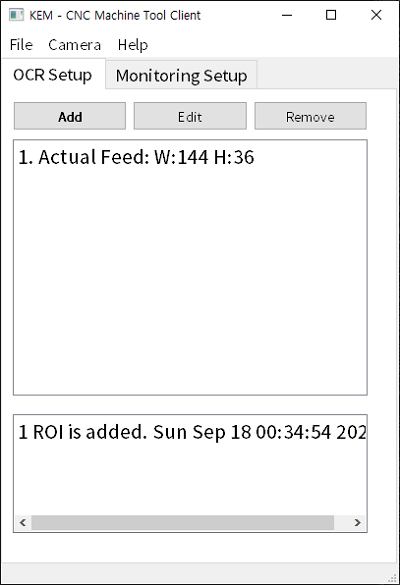 KEM - CNC Machine Tool Client
File Camera Help
OCR Setup Monitoring Setup
Add Edit Remove
1. Actual Feed: W:144 H:36
1 ROI is added. Sun Sep 18 00:34:54 202